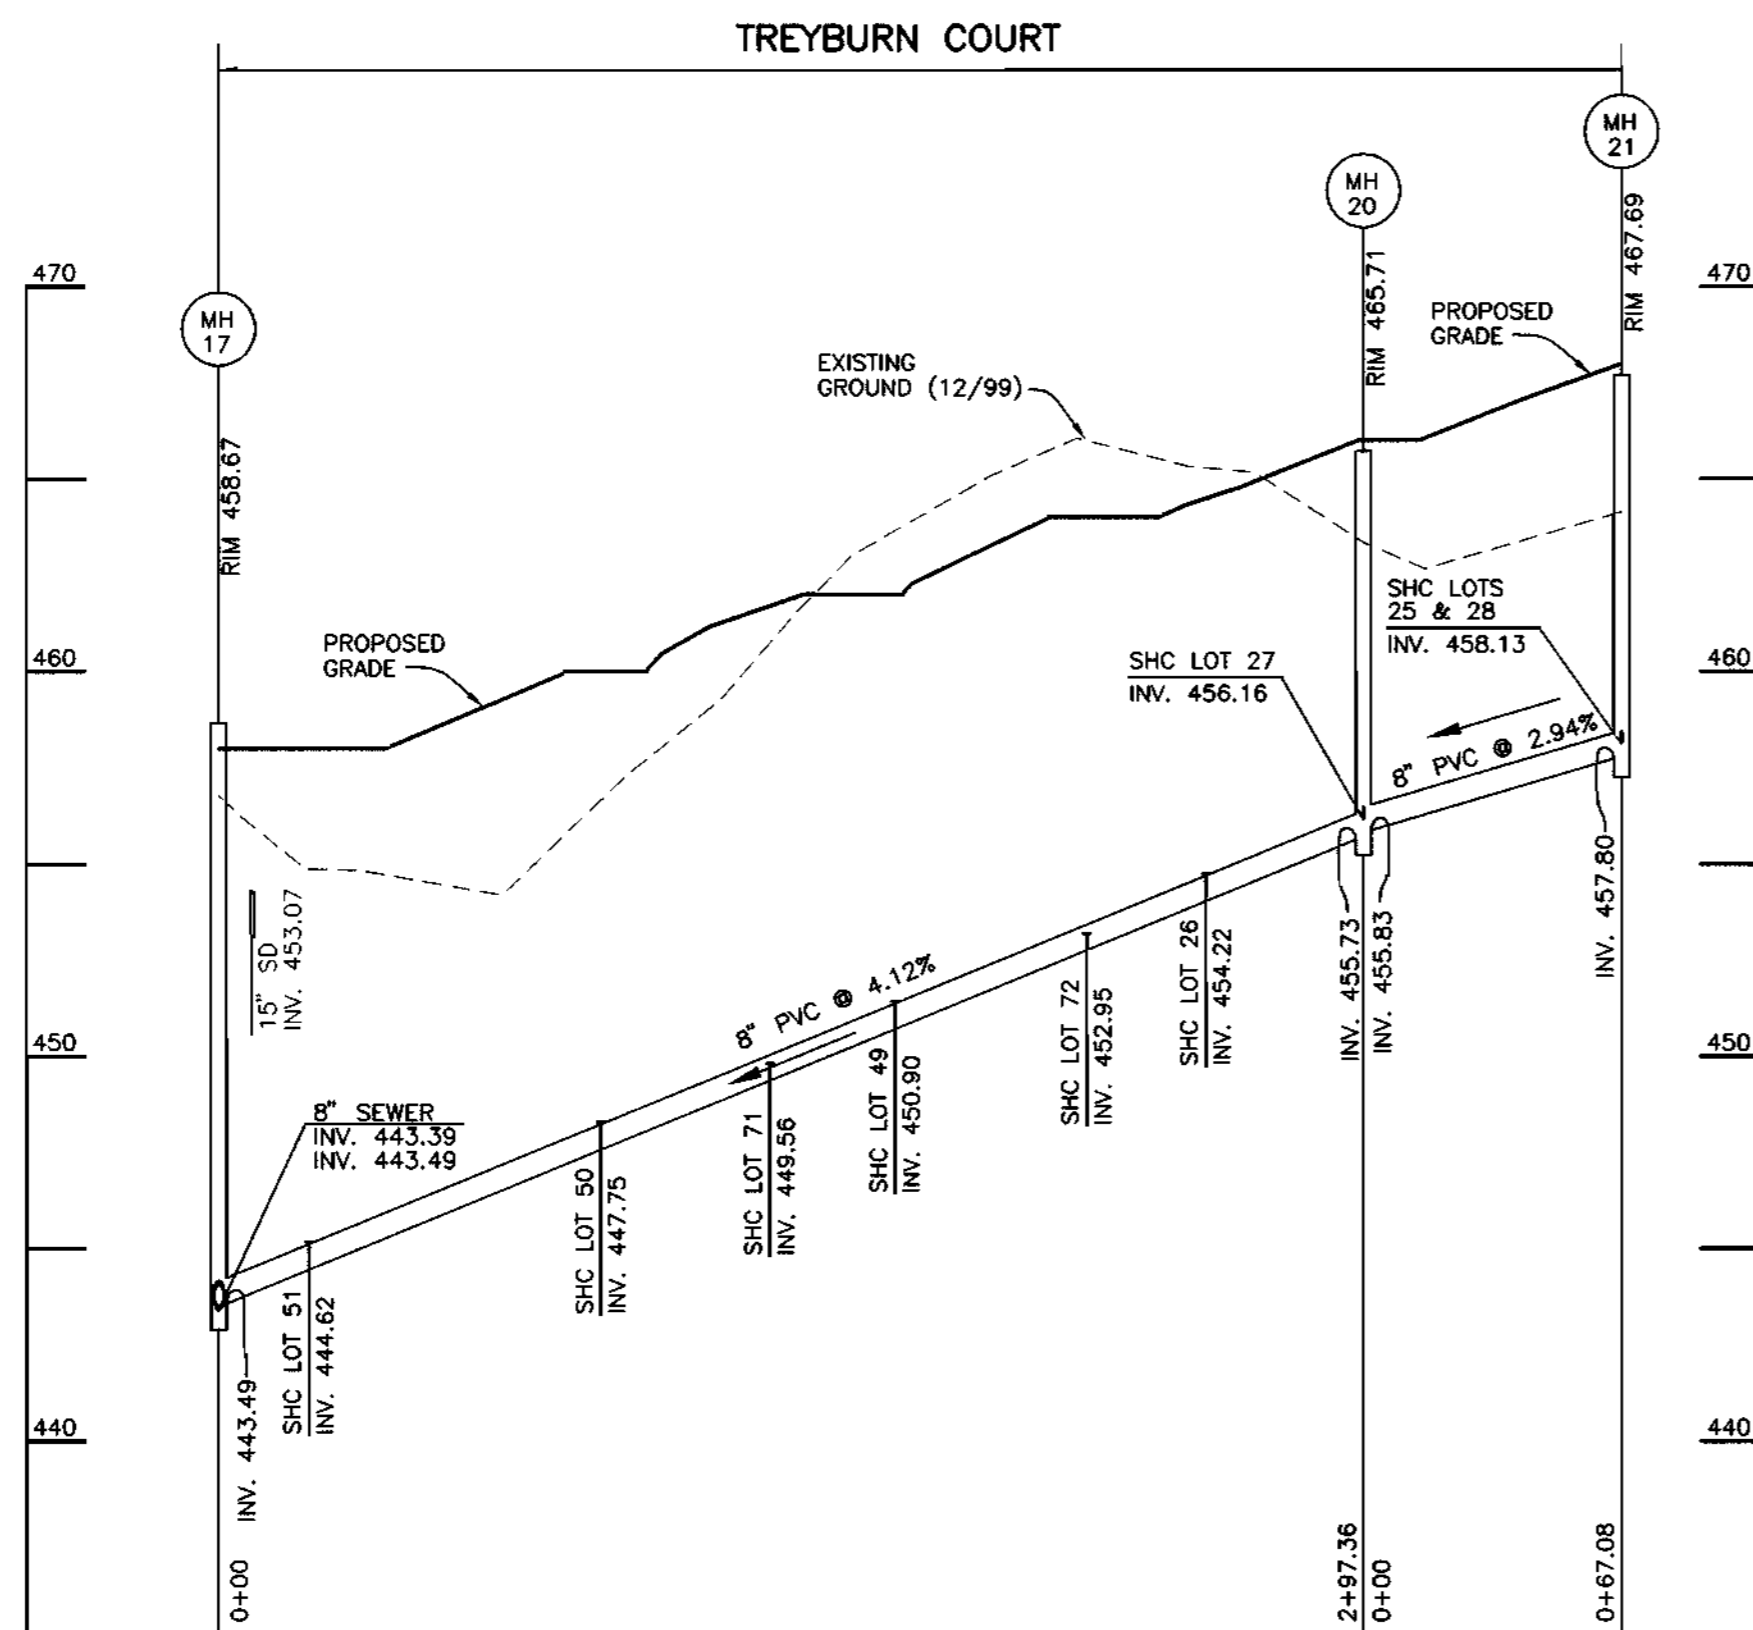 TREYBURN COURT
MH
21
MH
20
MH
17
RIM 467.69
RIM 465.71
RIM 458.67
470
470
PROPOSED
GRADE
EXISTING
GROUND (12/99)
SHC LOTS
25 & 28
INV. 458.13
PROPOSED
GRADE
SHC LOT 27
INV. 456.16
460
460
8" PVC @ 2.94%
15" SD
INV. 453.07
8" PVC @ 4.12%
INV. 457.80
INV. 455.73
INV. 455.83
SHC LOT 26
INV. 454.22
SHC LOT 72
INV. 452.95
SHC LOT 49
INV. 450.90
SHC LOT 71
INV. 449.56
SHC LOT 50
INV. 447.75
450
450
8" SEWER
INV. 443.39
INV. 443.49
SHC LOT 51
INV. 444.62
INV. 443.49
440
440
0+00
2+97.36
0+00
0+67.08